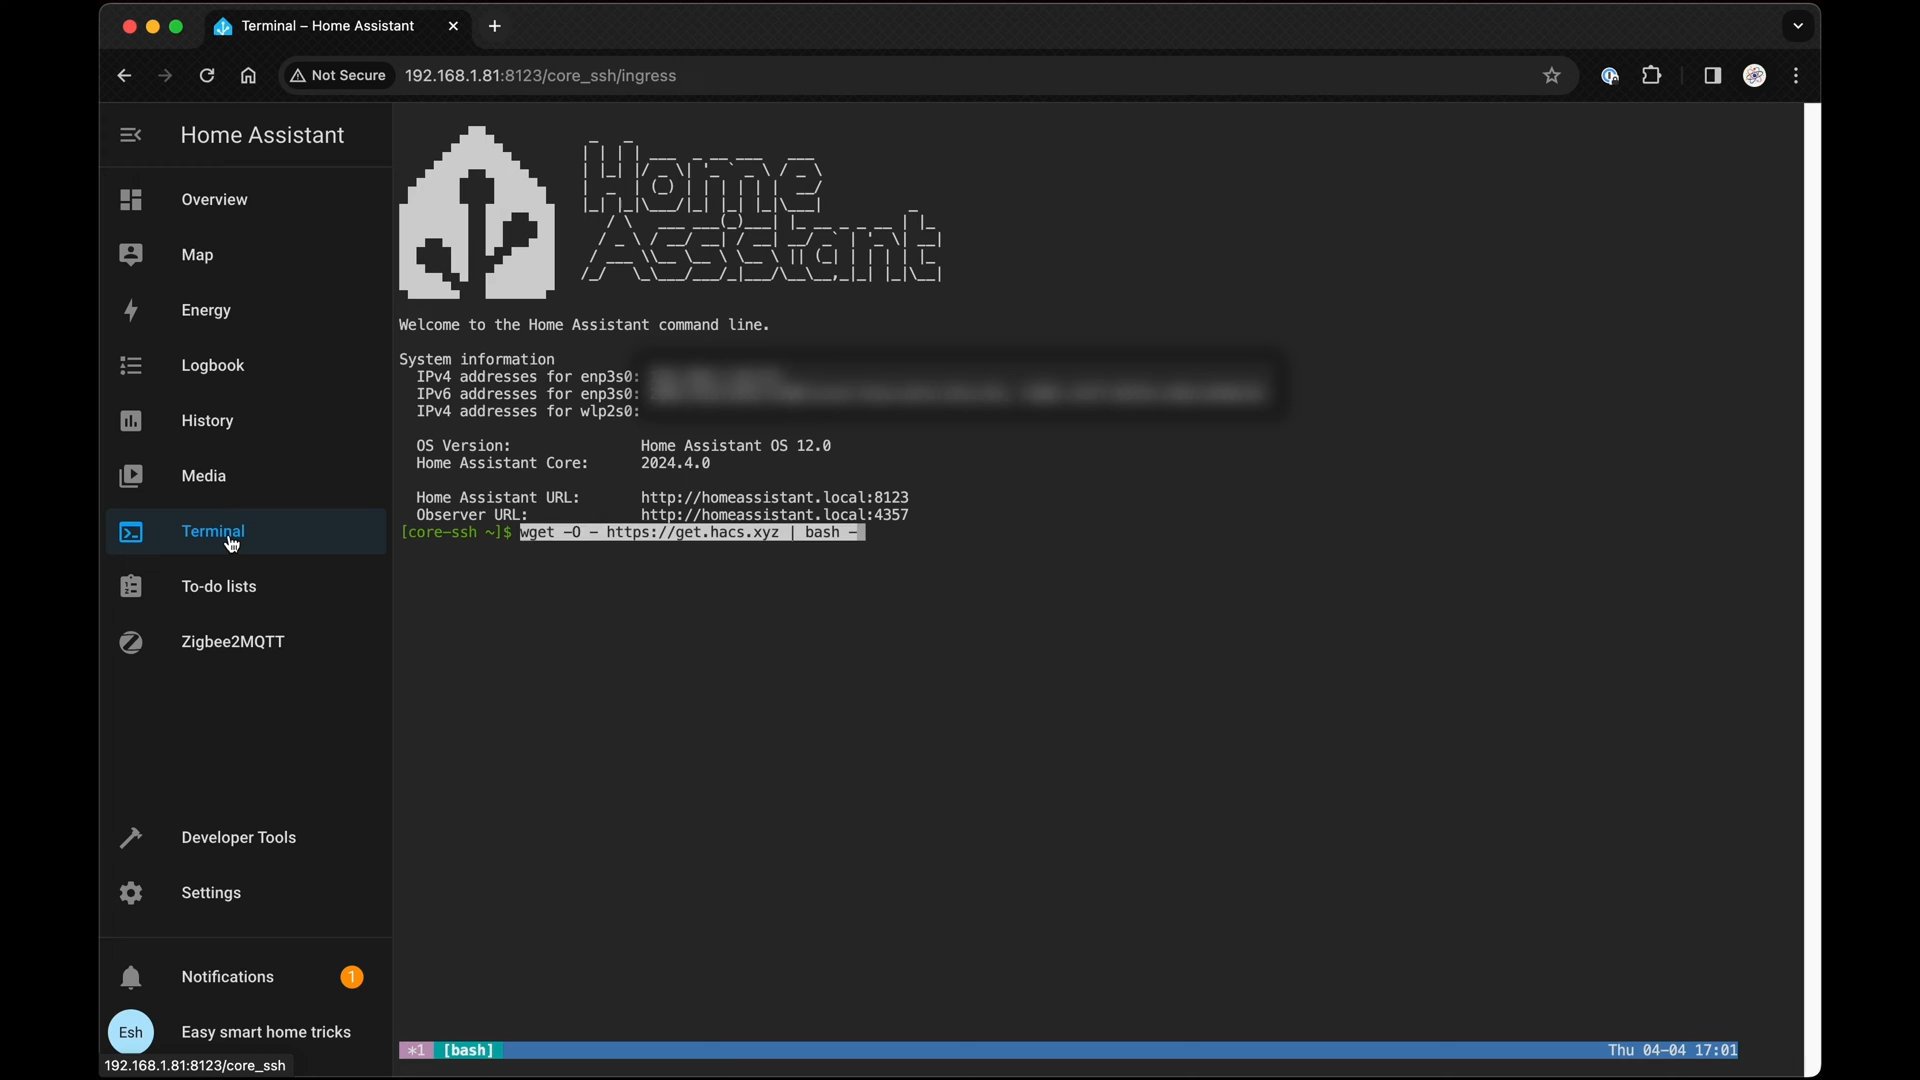 Terminal – Home Assistant
Not Secure
192.168.1.81:8123/core_ssh/ingress
Home Assistant
Overview
Map
Energy
Logbook
History
Media
Terminal
To-do lists
Zigbee2MQTT
Developer Tools
Settings
Notifications
1
Esh
Easy smart home tricks
192.168.1.81:8123/core_ssh
Home
Assistant
Welcome to the Home Assistant command line.
System information
IPv4 addresses for enp3s0:
IPv6 addresses for enp3s0:
IPv4 addresses for wlp2s0:
OS Version: Home Assistant OS 12.0
Home Assistant Core: 2024.4.0
Home Assistant URL: http://homeassistant.local:8123
Observer URL: http://homeassistant.local:4357
[core-ssh ~]$ wget -O - https://get.hacs.xyz | bash -
*1 [bash]
Thu 04-04 17:01